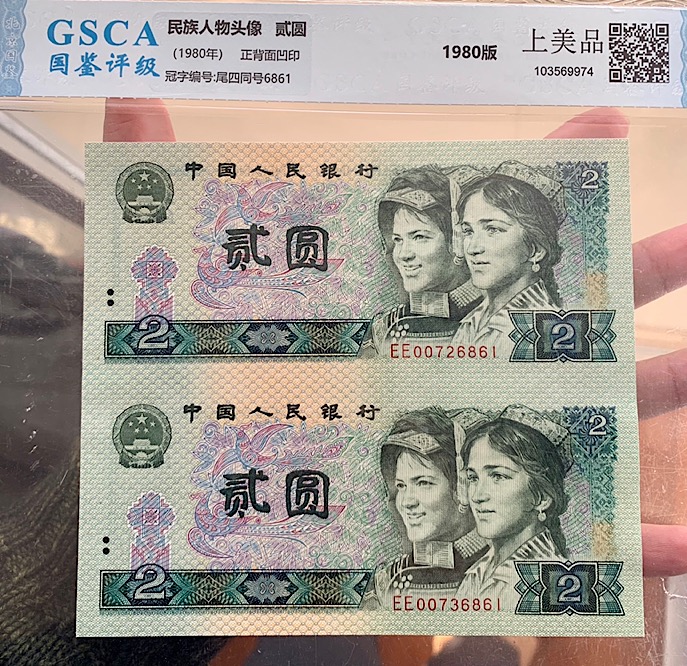 GSCA
国鉴评级
民族人物头像 贰圆
(1980年) 正背面凹印
冠字编号:尾四同号6861
1980版
上美品
103569974
中国人民银行
2
贰圆
2
EE00726861
2
中国人民银行
2
贰圆
2
EE00736861
2